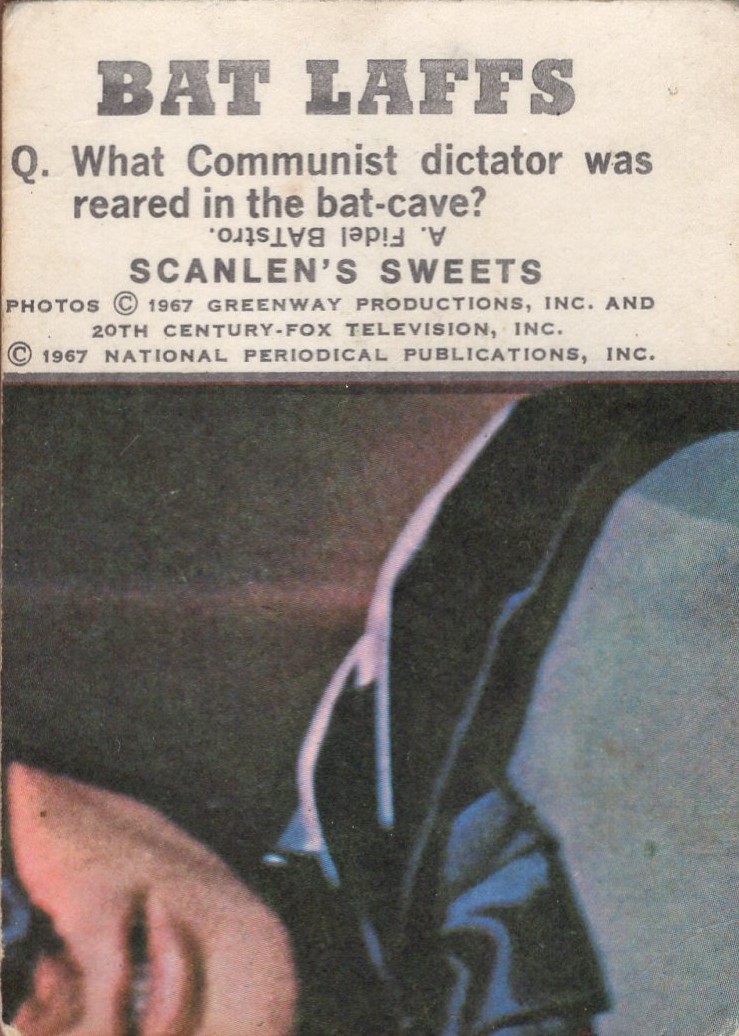 BAT LAFFS
Q. What Communist dictator was
reared in the bat-cave?
A. Fidel BATstro.
SCANLEN'S SWEETS
PHOTOS © 1967 GREENWAY PRODUCTIONS, INC. AND
20TH CENTURY-FOX TELEVISION, INC.
© 1967 NATIONAL PERIODICAL PUBLICATIONS, INC.